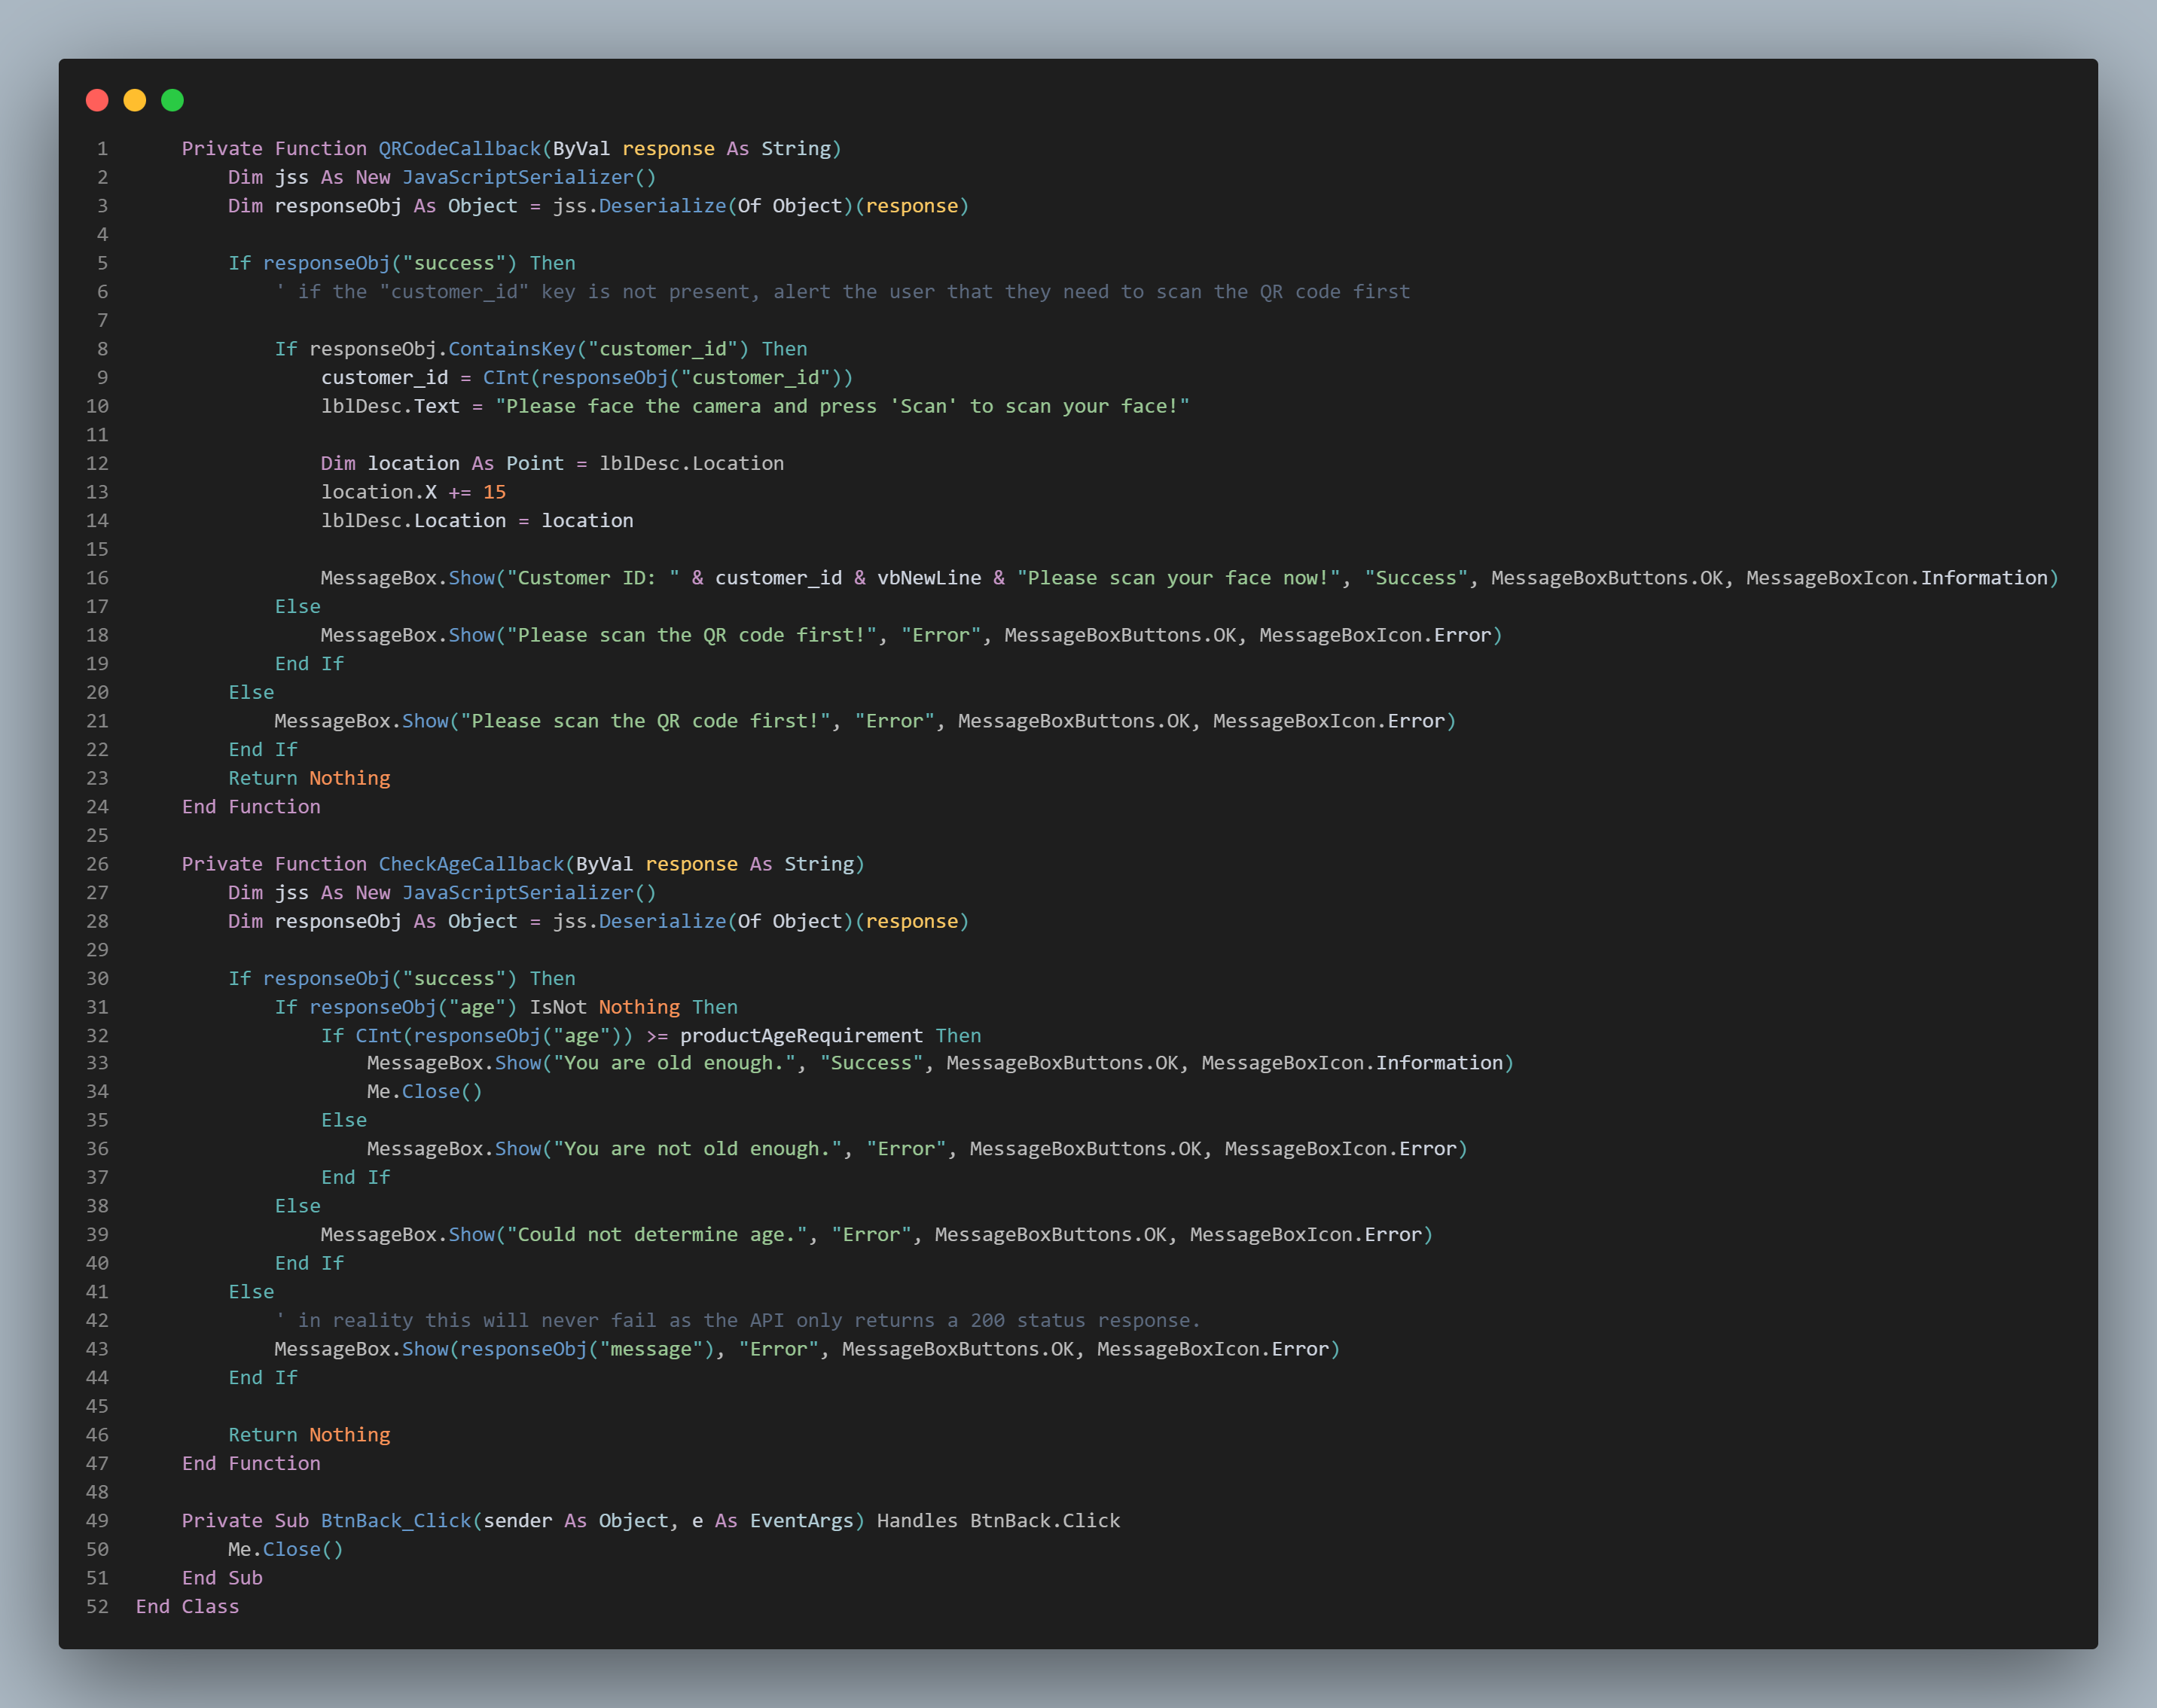 1    Private Function QRCodeCallback(ByVal response As String)
2        Dim jss As New JavaScriptSerializer()
3        Dim responseObj As Object = jss.Deserialize(Of Object)(response)
4
5        If responseObj("success") Then
6            ' if the "customer_id" key is not present, alert the user that they need to scan the QR code first
7
8            If responseObj.ContainsKey("customer_id") Then
9                customer_id = CInt(responseObj("customer_id"))
10                lblDesc.Text = "Please face the camera and press 'Scan' to scan your face!"
11
12                Dim location As Point = lblDesc.Location
13                location.X += 15
14                lblDesc.Location = location
15
16                MessageBox.Show("Customer ID: " & customer_id & vbNewLine & "Please scan your face now!", "Success", MessageBoxButtons.OK, MessageBoxIcon.Information)
17            Else
18                MessageBox.Show("Please scan the QR code first!", "Error", MessageBoxButtons.OK, MessageBoxIcon.Error)
19            End If
20        Else
21            MessageBox.Show("Please scan the QR code first!", "Error", MessageBoxButtons.OK, MessageBoxIcon.Error)
22        End If
23        Return Nothing
24    End Function
25
26    Private Function CheckAgeCallback(ByVal response As String)
27        Dim jss As New JavaScriptSerializer()
28        Dim responseObj As Object = jss.Deserialize(Of Object)(response)
29
30        If responseObj("success") Then
31            If responseObj("age") IsNot Nothing Then
32                If CInt(responseObj("age")) >= productAgeRequirement Then
33                    MessageBox.Show("You are old enough.", "Success", MessageBoxButtons.OK, MessageBoxIcon.Information)
34                    Me.Close()
35                Else
36                    MessageBox.Show("You are not old enough.", "Error", MessageBoxButtons.OK, MessageBoxIcon.Error)
37                End If
38            Else
39                MessageBox.Show("Could not determine age.", "Error", MessageBoxButtons.OK, MessageBoxIcon.Error)
40            End If
41        Else
42            ' in reality this will never fail as the API only returns a 200 status response.
43            MessageBox.Show(responseObj("message"), "Error", MessageBoxButtons.OK, MessageBoxIcon.Error)
44        End If
45
46        Return Nothing
47    End Function
48
49    Private Sub BtnBack_Click(sender As Object, e As EventArgs) Handles BtnBack.Click
50        Me.Close()
51    End Sub
52 End Class